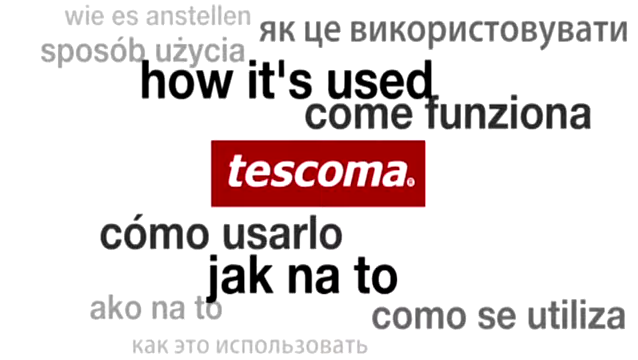 wie es anstellen
як це використовувати
sposób użycia
how it's used
come funziona
tescoma®
cómo usarlo
jak na to
ako na to
como se utiliza
как это использовать